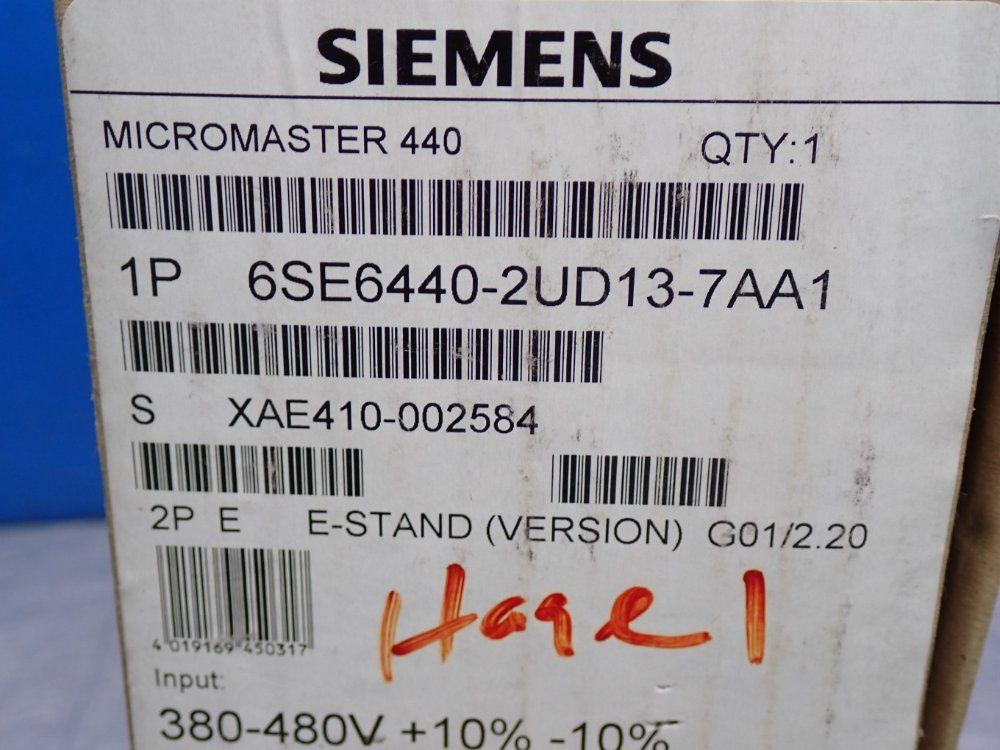 SIEMENS
MICROMASTER 440 QTY:1
1P 6SE6440-2UD13-7AA1
S XAE410-002584
2P E E-STAND (VERSION) G01/2.20
Hagel
4 019169 450317
Input:
380-480V +10% -10%